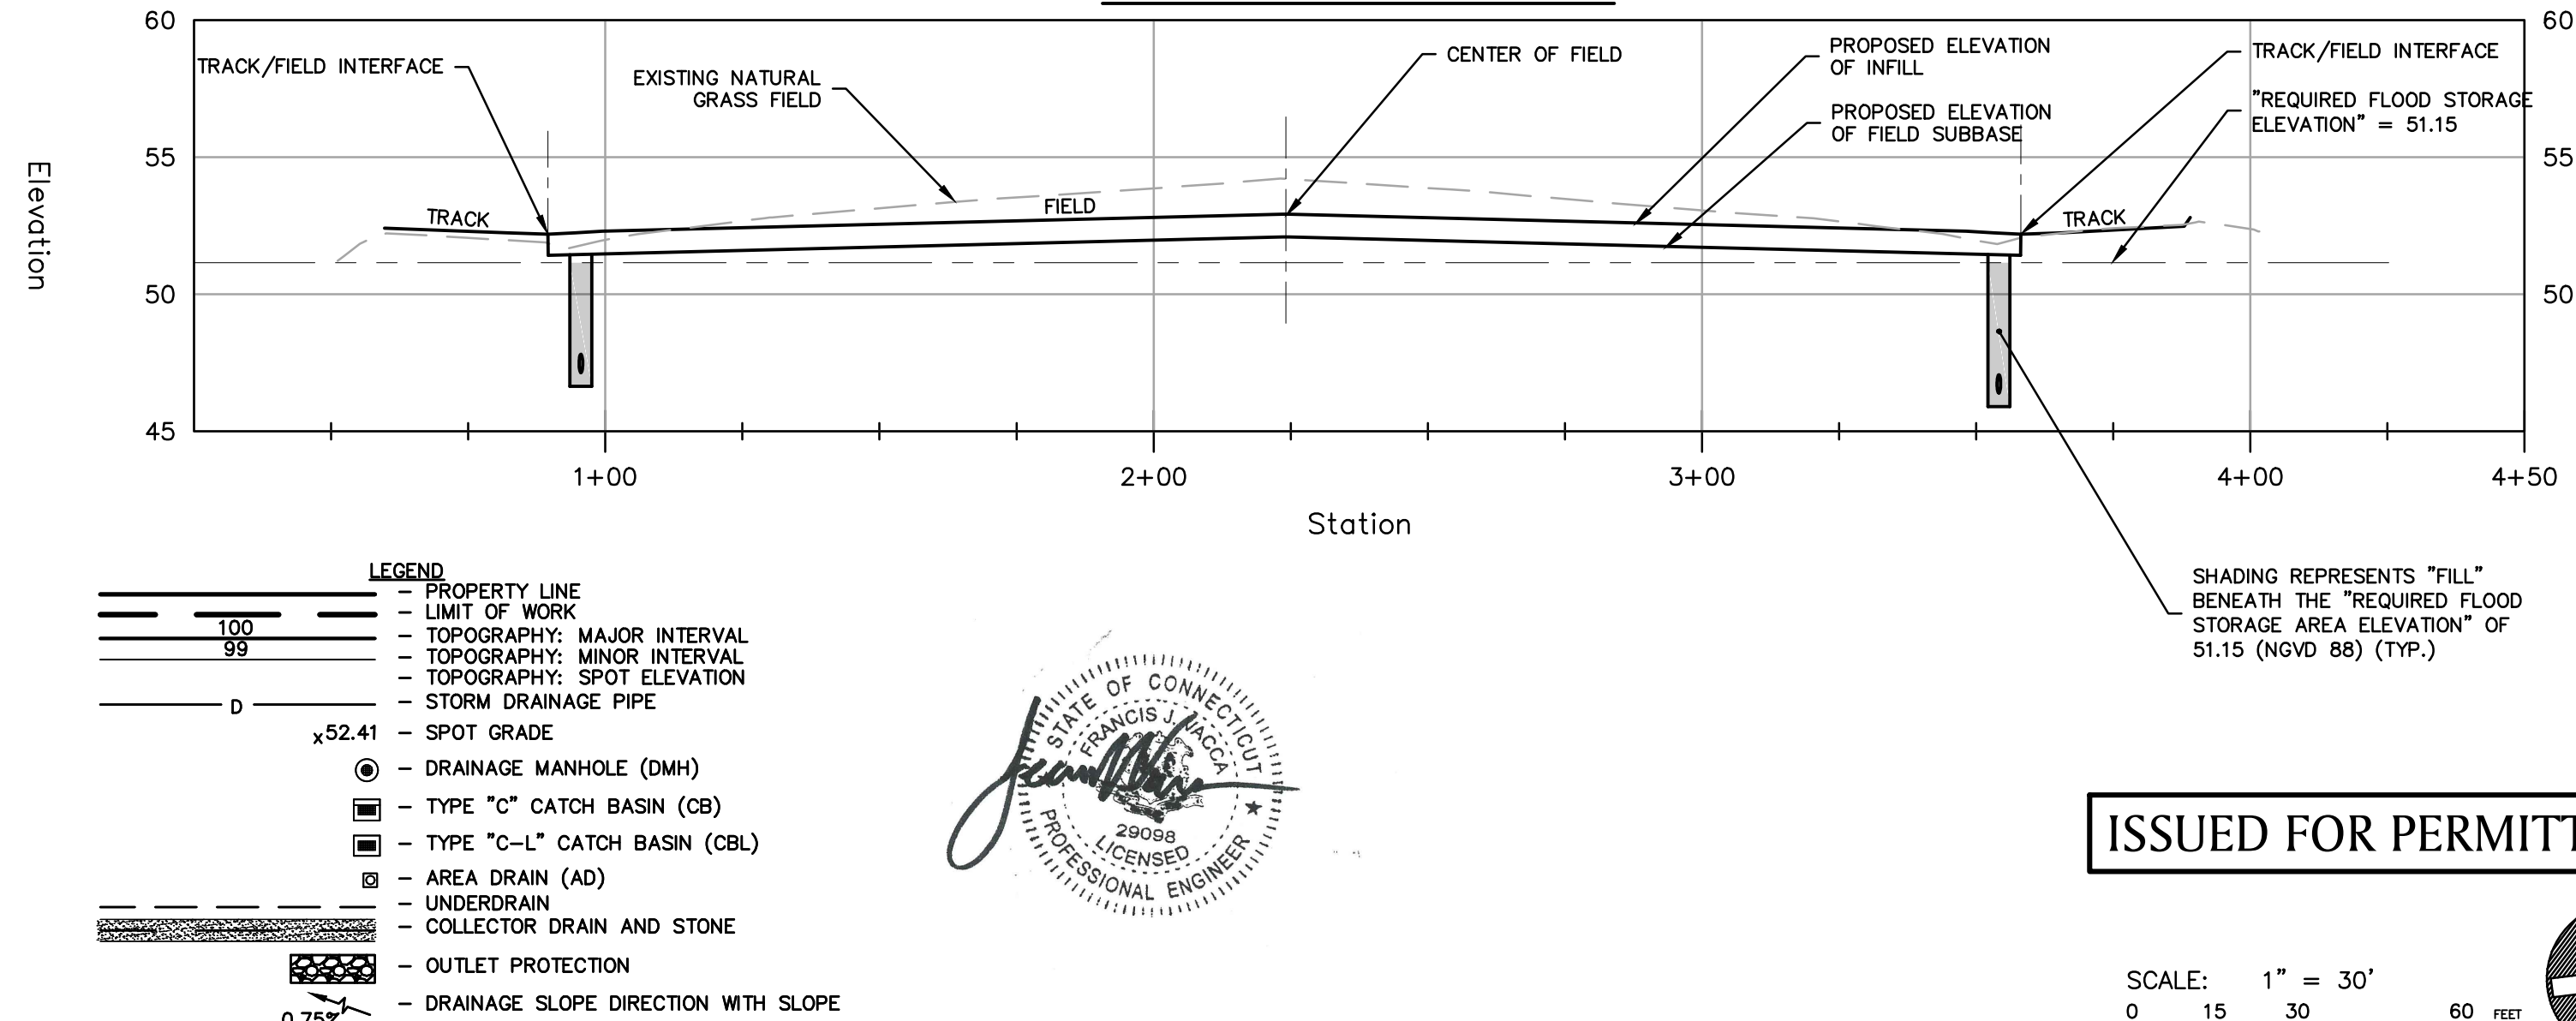 60
60
TRACK/FIELD INTERFACE
EXISTING NATURAL
GRASS FIELD
CENTER OF FIELD
PROPOSED ELEVATION
OF INFILL
TRACK/FIELD INTERFACE
PROPOSED ELEVATION
OF FIELD SUBBASE
"REQUIRED FLOOD STORAGE
ELEVATION" = 51.15
Elevation
55
55
TRACK
FIELD
TRACK
50
50
45
1+00
2+00
3+00
4+00
4+50
Station
SHADING REPRESENTS "FILL"
BENEATH THE "REQUIRED FLOOD
STORAGE AREA ELEVATION" OF
51.15 (NGVD 88) (TYP.)
LEGEND
– PROPERTY LINE
– LIMIT OF WORK
100 – TOPOGRAPHY: MAJOR INTERVAL
99 – TOPOGRAPHY: MINOR INTERVAL
– TOPOGRAPHY: SPOT ELEVATION
D – STORM DRAINAGE PIPE
x52.41 – SPOT GRADE
– DRAINAGE MANHOLE (DMH)
– TYPE "C" CATCH BASIN (CB)
– TYPE "C-L" CATCH BASIN (CBL)
– AREA DRAIN (AD)
– UNDERDRAIN
– COLLECTOR DRAIN AND STONE
– OUTLET PROTECTION
0.75% – DRAINAGE SLOPE DIRECTION WITH SLOPE
STATE OF CONNECTICUT
FRANCIS J. VACCA
29098
LICENSED
PROFESSIONAL ENGINEER
ISSUED FOR PERMITT
SCALE: 1" = 30'
0 15 30 60 FEET